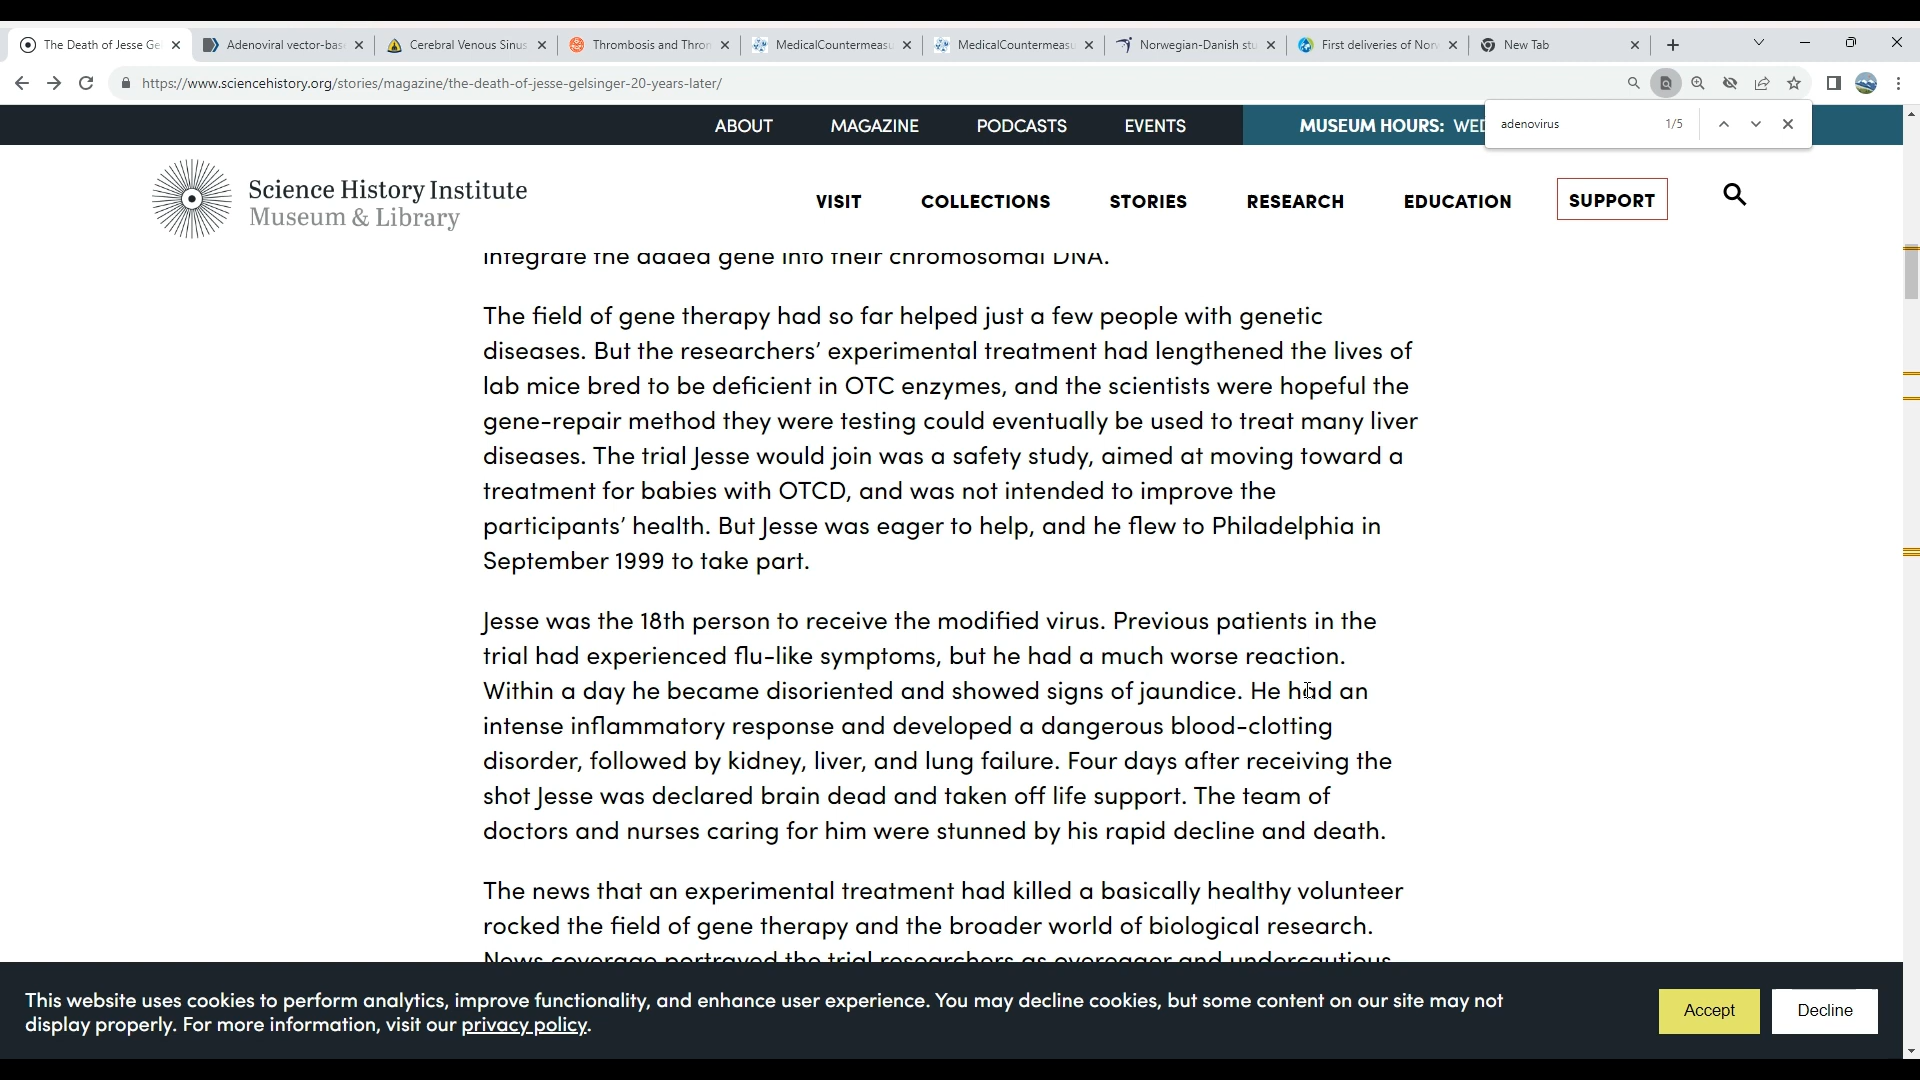 The Death of Jesse Ge
Adenoviral vector-bas
Cerebral Venous Sinus
Thrombosis and Throm
MedicalCountermeasu
MedicalCountermeasu
Norwegian-Danish stu
First deliveries of Nor
New Tab
https://www.sciencehistory.org/stories/magazine/the-death-of-jesse-gelsinger-20-years-later/
adenovirus 1/5
ABOUT MAGAZINE PODCASTS EVENTS MUSEUM HOURS: WED
Science History Institute
Museum & Library
VISIT COLLECTIONS STORIES RESEARCH EDUCATION SUPPORT
integrate the added gene into their chromosomal DNA.
The field of gene therapy had so far helped just a few people with genetic
diseases. But the researchers’ experimental treatment had lengthened the lives of
lab mice bred to be deficient in OTC enzymes, and the scientists were hopeful the
gene-repair method they were testing could eventually be used to treat many liver
diseases. The trial Jesse would join was a safety study, aimed at moving toward a
treatment for babies with OTCD, and was not intended to improve the
participants’ health. But Jesse was eager to help, and he flew to Philadelphia in
September 1999 to take part.
Jesse was the 18th person to receive the modified virus. Previous patients in the
trial had experienced flu-like symptoms, but he had a much worse reaction.
Within a day he became disoriented and showed signs of jaundice. He had an
intense inflammatory response and developed a dangerous blood-clotting
disorder, followed by kidney, liver, and lung failure. Four days after receiving the
shot Jesse was declared brain dead and taken off life support. The team of
doctors and nurses caring for him were stunned by his rapid decline and death.
The news that an experimental treatment had killed a basically healthy volunteer
rocked the field of gene therapy and the broader world of biological research.
News coverage portrayed the trial researchers as overeager and undercautious,
This website uses cookies to perform analytics, improve functionality, and enhance user experience. You may decline cookies, but some content on our site may not
display properly. For more information, visit our privacy policy.
Accept Decline